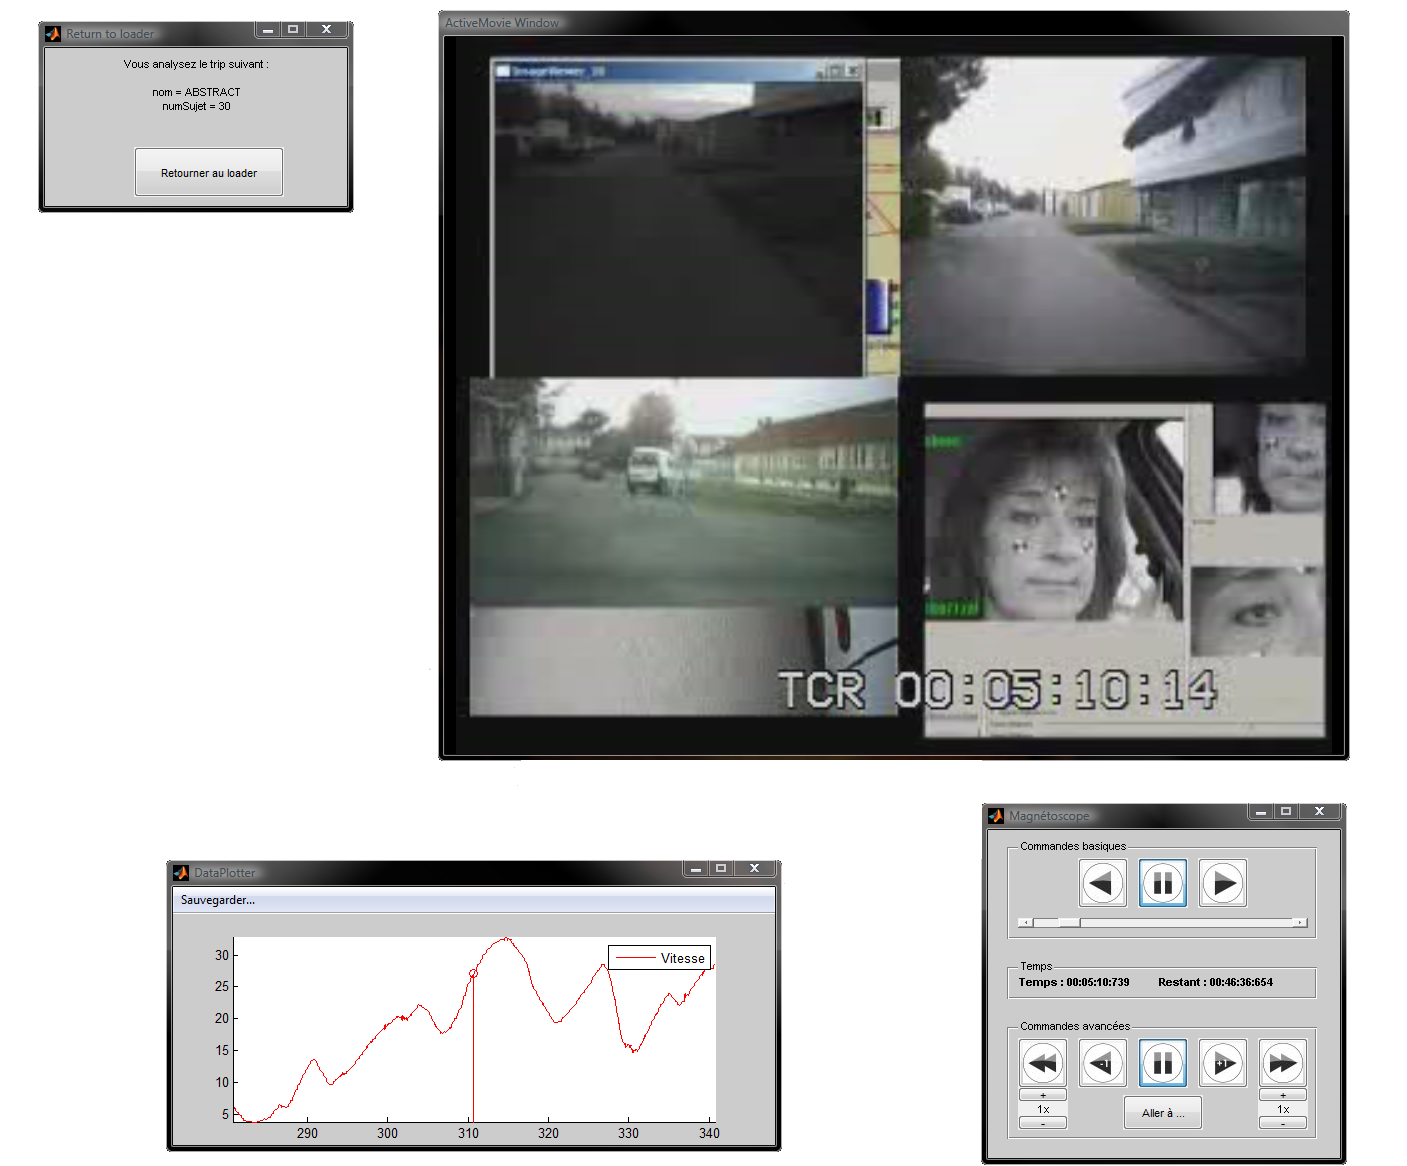 Return to loader
Vous analysez le trip suivant :
nom = ABSTRACT
numSujet = 30
Retourner au loader
ActiveMovie Window
TCR 00:05:10:14
DataPlotter
Sauvegarder...
Vitesse
30
25
20
15
10
5
290 300 310 320 330 340
Magnétoscope
Commandes basiques
Temps
Temps : 00:05:10:739 Restant : 00:46:36:654
Commandes avancées
-1 +1
+ +
1x 1x
- -
Aller à ...